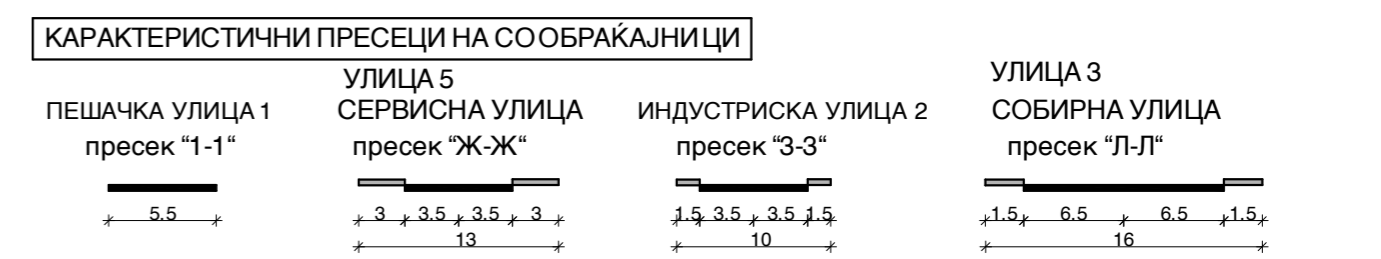 КАРАКТЕРИСТИЧНИ ПРЕСЕЦИ НА СООБРАЌАЈНИЦИ
ПЕШАЧКА УЛИЦА 1
пресек “1-1“
5.5
УЛИЦА 5
СЕРВИСНА УЛИЦА
пресек “Ж-Ж“
3 3.5 3.5 3
13
ИНДУСТРИСКА УЛИЦА 2
пресек “З-З“
1.5 3.5 3.5 1.5
10
УЛИЦА 3
СОБИРНА УЛИЦА
пресек “Л-Л“
1.5 6.5 6.5 1.5
16